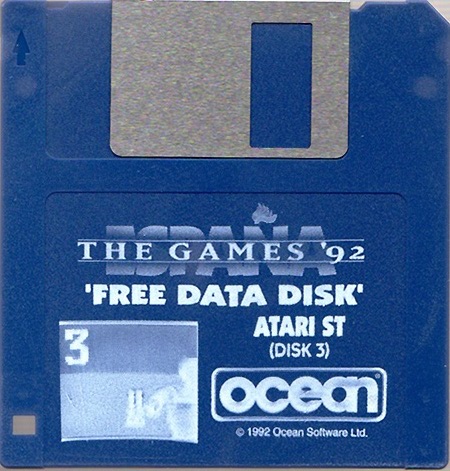 ESPAÑA
THE GAMES '92
'FREE DATA DISK'
ATARI ST
(DISK 3)
3
ocean
© 1992 Ocean Software Ltd.